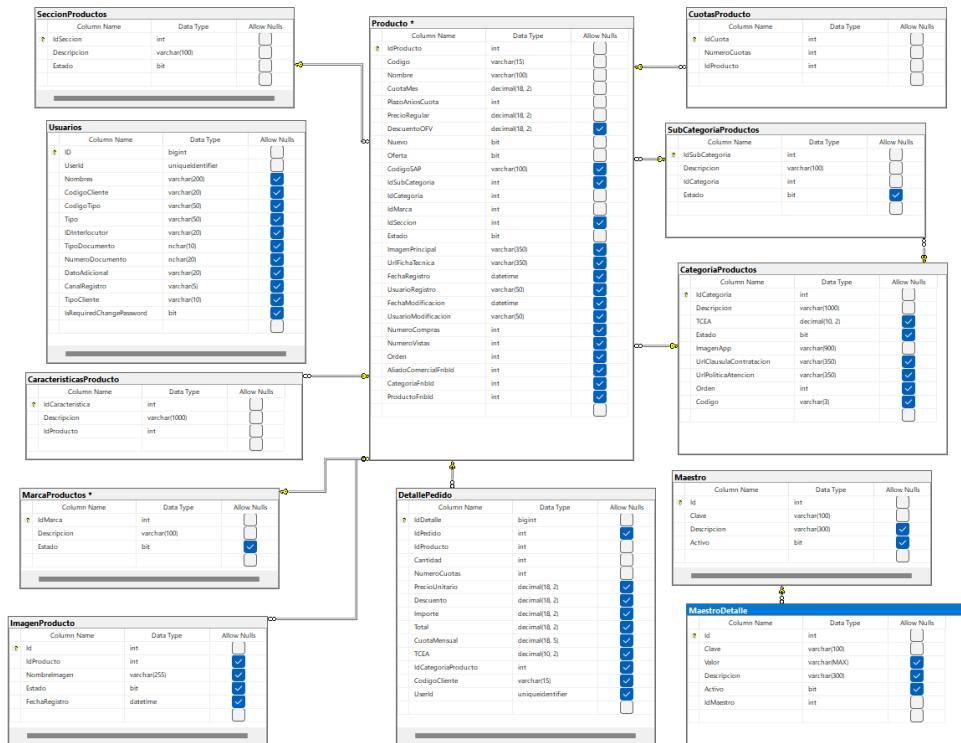 SeccionProductos
Column Name Data Type Allow Nulls
IdSeccion int
Descripcion varchar(100)
Estado bit
Usuarios
Column Name Data Type Allow Nulls
ID bigint
UserId uniqueidentifier
Nombres varchar(200)
CodigoCliente varchar(20)
CodigoTipo varchar(50)
Tipo varchar(50)
IDInterlocutor varchar(20)
TipoDocumento nchar(10)
NumeroDocumento nchar(20)
DatoAdicional varchar(20)
CanalRegistro varchar(5)
TipoCliente varchar(10)
IsRequiredChangePassword bit
CaracteristicasProducto
Column Name Data Type Allow Nulls
IdCaracteristica int
Descripcion varchar(1000)
IdProducto int
MarcaProductos *
Column Name Data Type Allow Nulls
IdMarca int
Descripcion varchar(100)
Estado bit
ImagenProducto
Column Name Data Type Allow Nulls
Id int
IdProducto int
NombreImagen varchar(255)
Estado bit
FechaRegistro datetime
Producto *
Column Name Data Type Allow Nulls
IdProducto int
Codigo varchar(15)
Nombre varchar(100)
CuotaMes decimal(18, 2)
PlazoAniosCuota int
PrecioRegular decimal(18, 2)
DescuentoOFV decimal(18, 2)
Nuevo bit
Oferta bit
CodigoSAP varchar(100)
IdSubCategoria int
IdCategoria int
IdMarca int
IdSeccion int
Estado bit
ImagenPrincipal varchar(350)
UrlFichaTecnica varchar(350)
FechaRegistro datetime
UsuarioRegistro varchar(50)
FechaModificacion datetime
UsuarioModificacion varchar(50)
NumeroCompras int
NumeroVistas int
Orden int
AliadoComercialFnbId int
CategoriaFnbId int
ProductoFnbId int
DetallePedido
Column Name Data Type Allow Nulls
IdDetalle bigint
IdPedido int
IdProducto int
Cantidad int
NumeroCuotas int
PrecioUnitario decimal(18, 2)
Descuento decimal(18, 2)
Importe decimal(18, 2)
Total decimal(18, 2)
CuotaMensual decimal(18, 5)
TCEA decimal(10, 2)
IdCategoriaProducto int
CodigoCliente varchar(15)
UserId uniqueidentifier
CuotasProducto
Column Name Data Type Allow Nulls
IdCuota int
NumeroCuotas int
IdProducto int
SubCategoriaProductos
Column Name Data Type Allow Nulls
IdSubCategoria int
Descripcion varchar(100)
IdCategoria int
Estado bit
CategoriaProductos
Column Name Data Type Allow Nulls
IdCategoria int
Descripcion varchar(1000)
TCEA decimal(10, 2)
Estado bit
ImagenApp varchar(900)
UrlClausulaContratacion varchar(350)
UrlPoliticaAtencion varchar(350)
Orden int
Codigo varchar(3)
Maestro
Column Name Data Type Allow Nulls
Id int
Clave varchar(100)
Descripcion varchar(300)
Activo bit
MaestroDetalle
Column Name Data Type Allow Nulls
Id int
Clave varchar(100)
Valor varchar(MAX)
Descripcion varchar(300)
Activo bit
IdMaestro int